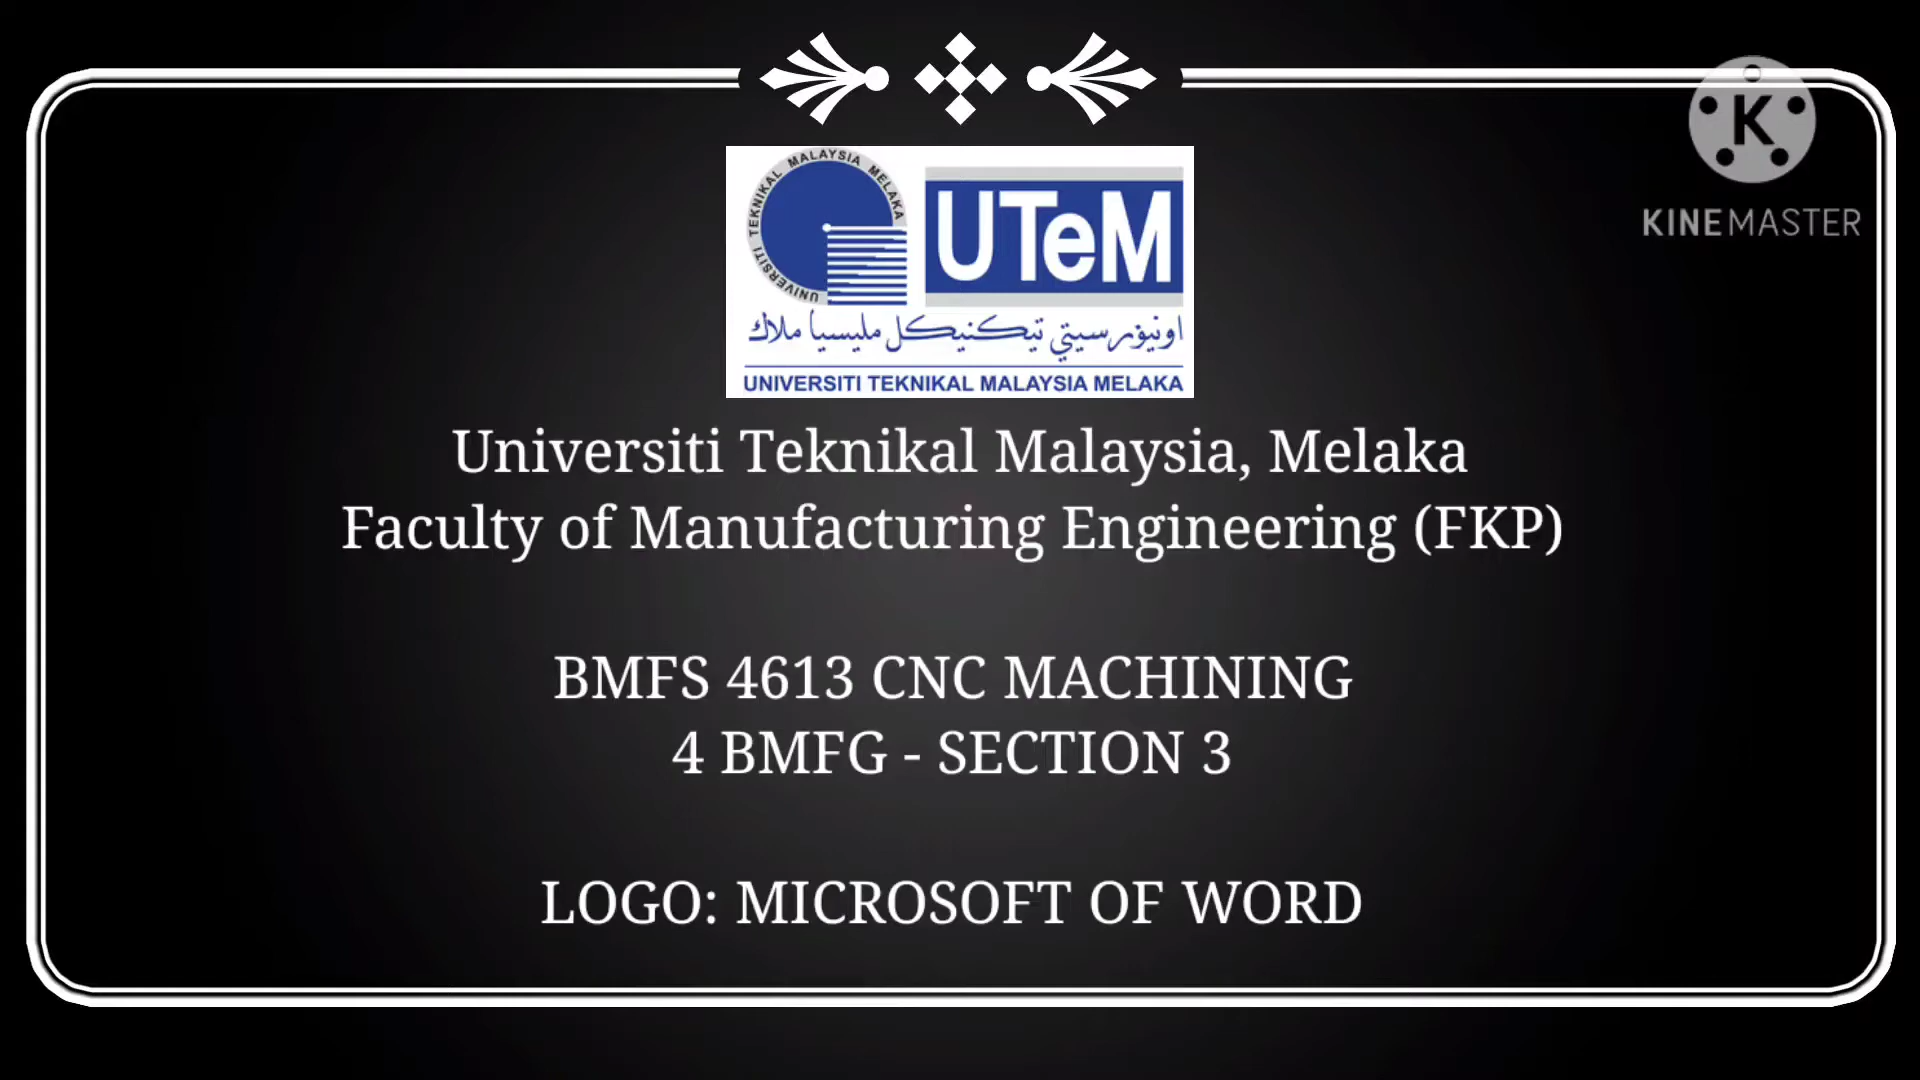 UNIVERSITI TEKNIKAL MALAYSIA MELAKA
UTeM
اونيۏرسيتي تيکنيکل مليسيا ملاك
UNIVERSITI TEKNIKAL MALAYSIA MELAKA
K
KINEMASTER
Universiti Teknikal Malaysia, Melaka
Faculty of Manufacturing Engineering (FKP)
BMFS 4613 CNC MACHINING
4 BMFG - SECTION 3
LOGO: MICROSOFT OF WORD